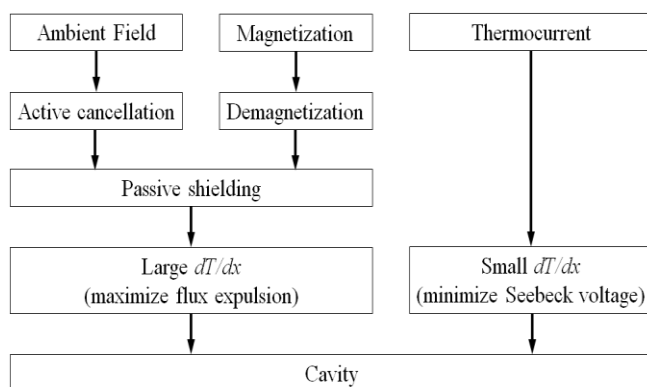 Ambient Field
Magnetization
Thermocurrent
Active cancellation
Demagnetization
Passive shielding
Large dT/dx
(maximize flux expulsion)
Small dT/dx
(minimize Seebeck voltage)
Cavity